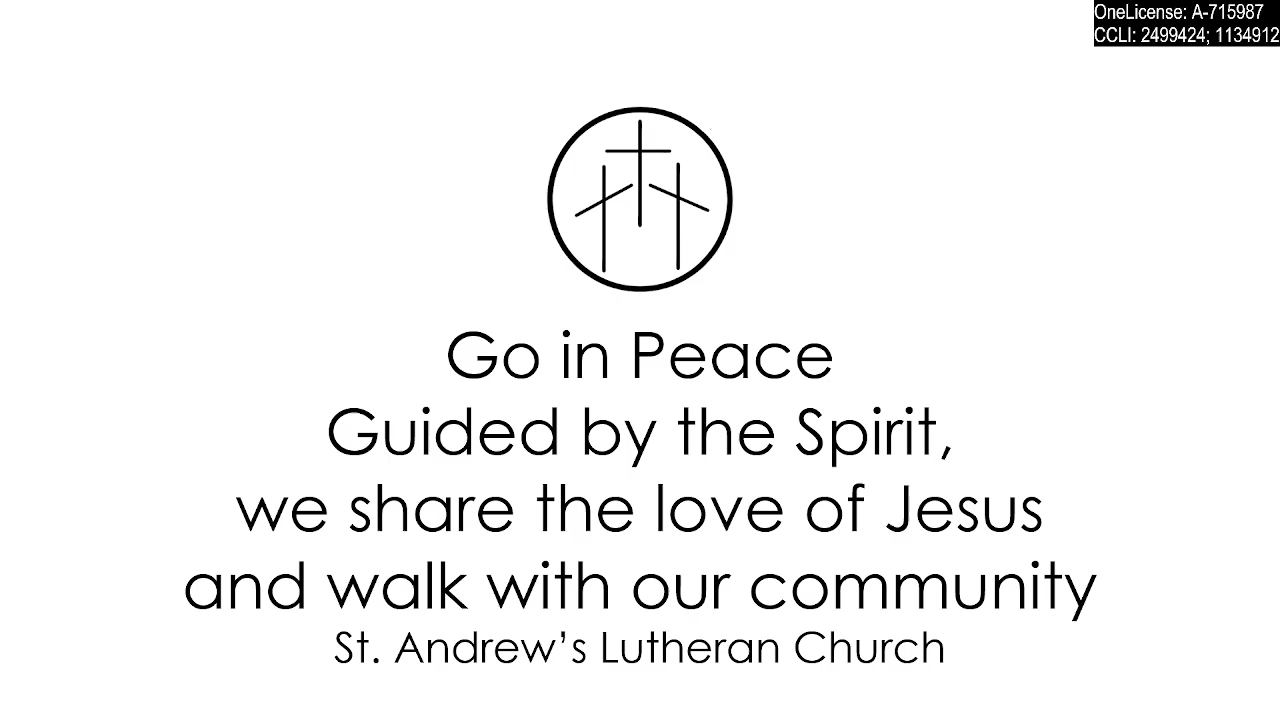 OneLicense: A-715987
CCLI: 2499424; 1134912
Go in Peace
Guided by the Spirit,
we share the love of Jesus
and walk with our community
St. Andrew’s Lutheran Church